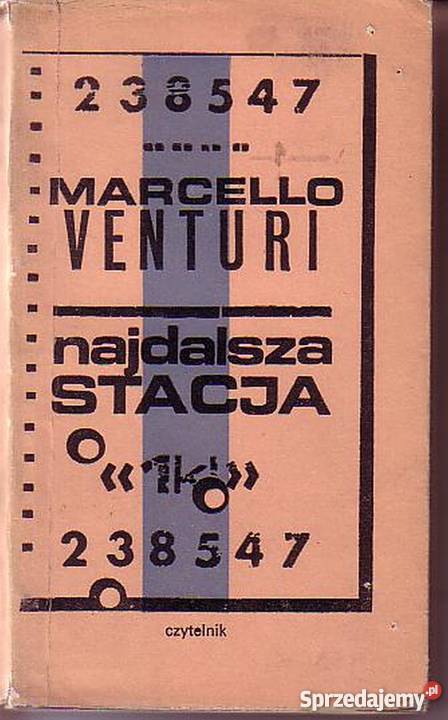 238547
MARCELLO
VENTURI
najdalsza
STACJA
238547
czytelnik
Sprzedajemy.pl